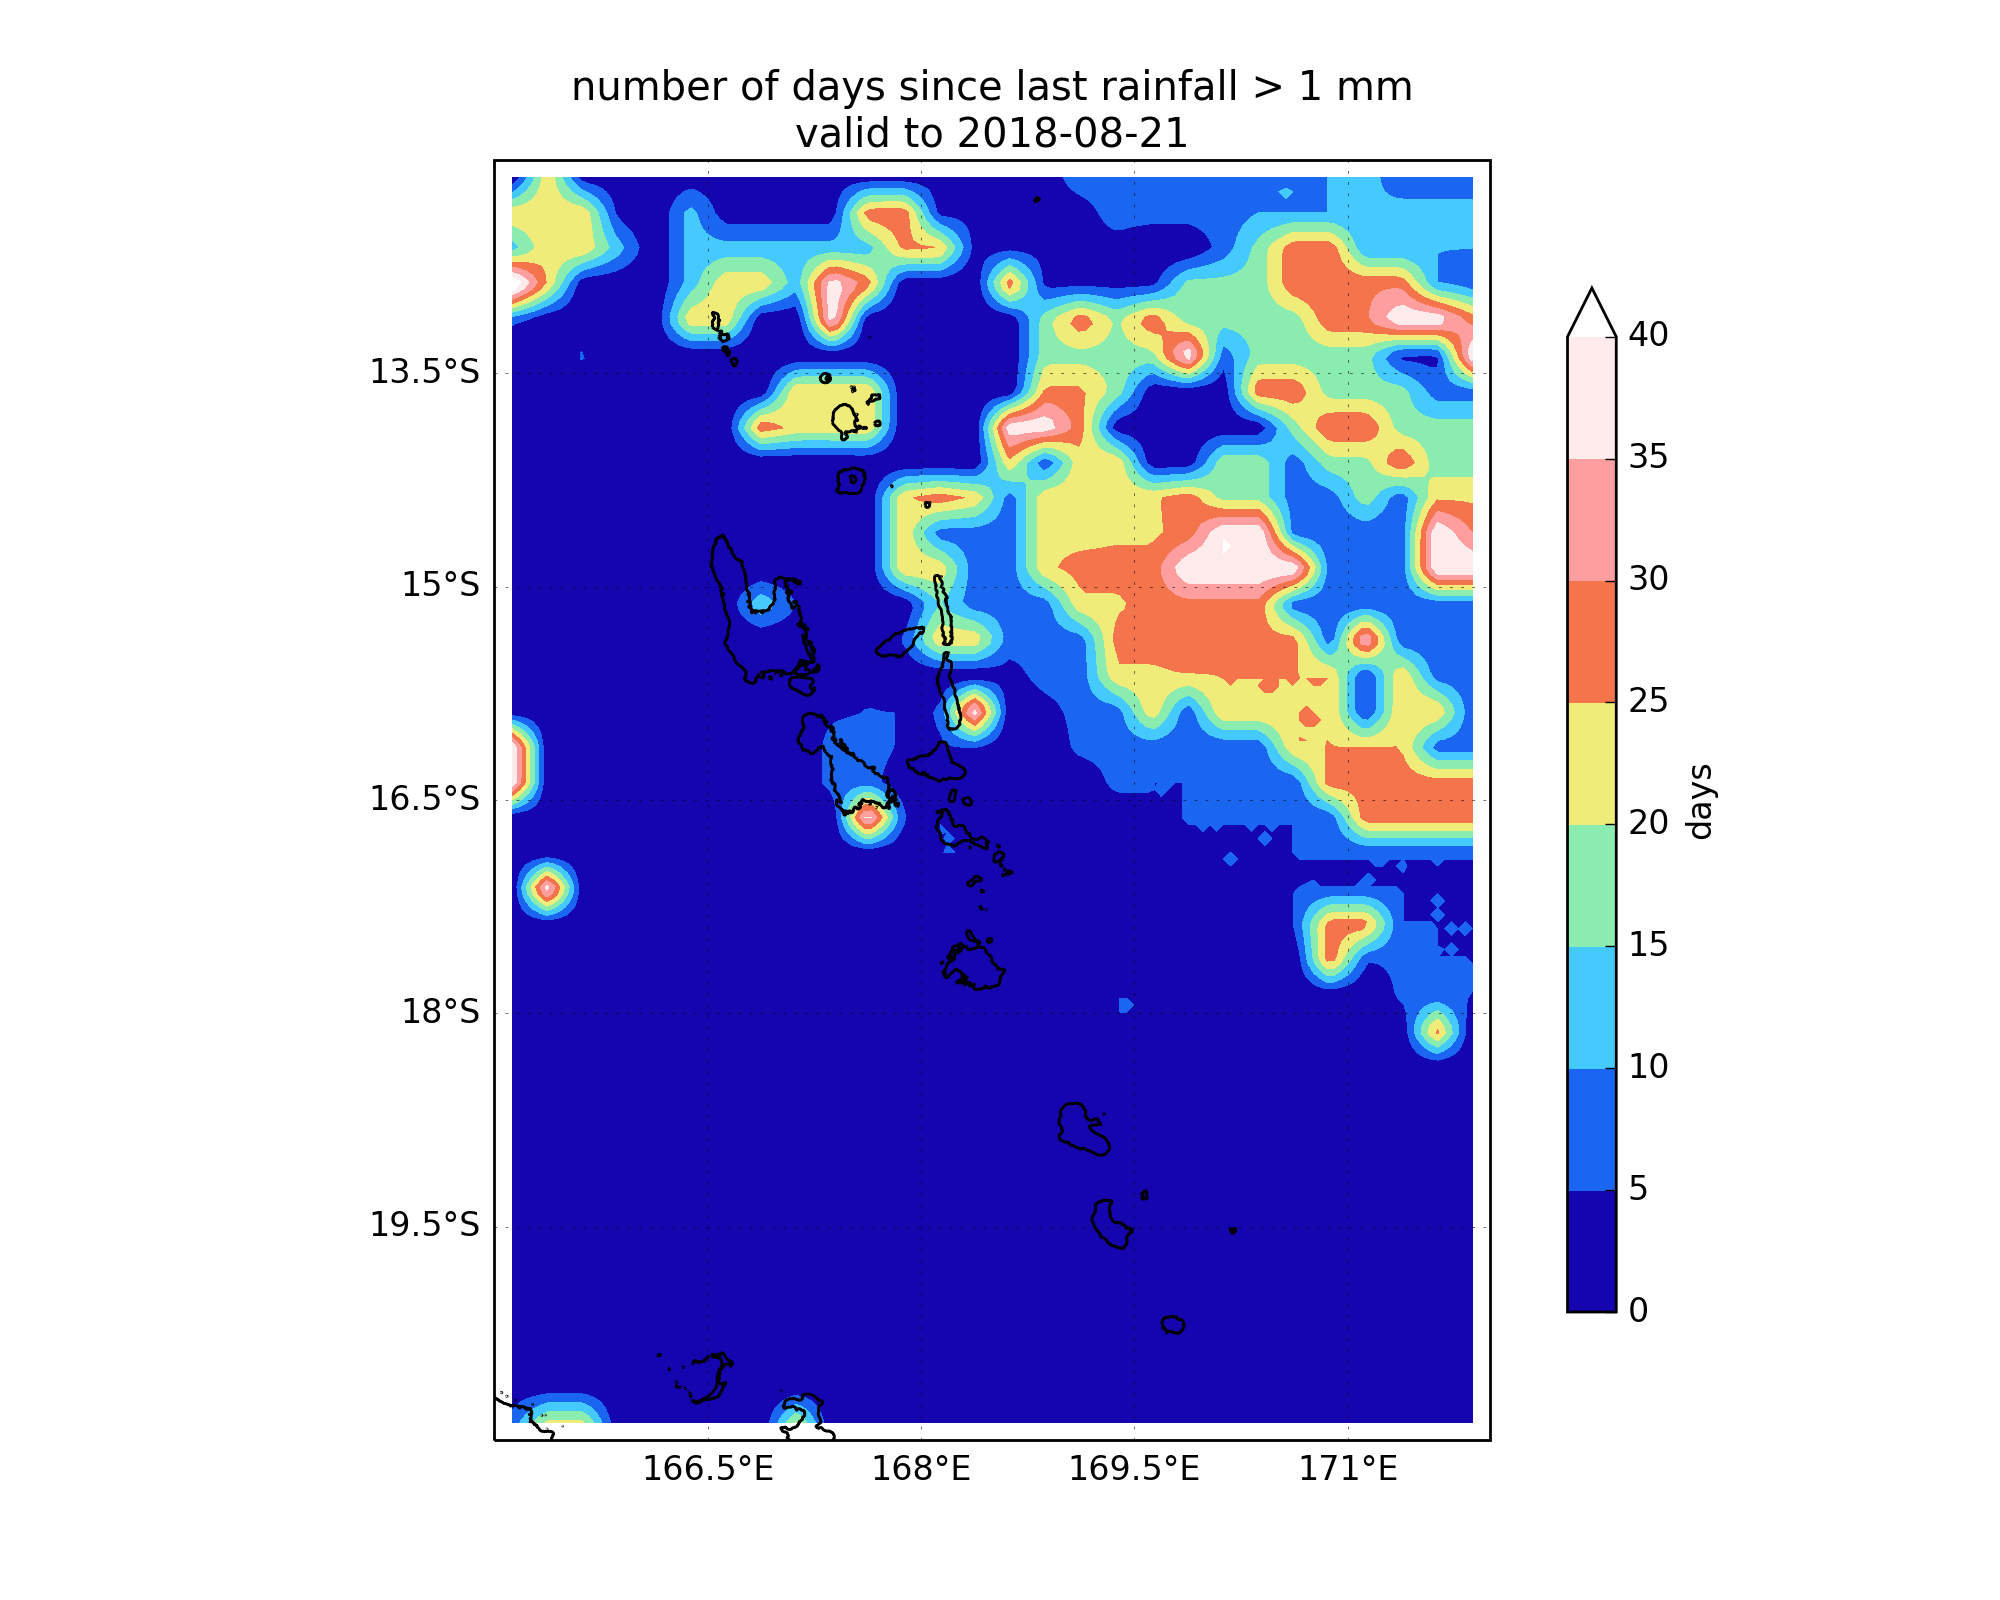 number of days since last rainfall > 1 mm
valid to 2018-08-21
13.5°S
15°S
16.5°S
18°S
19.5°S
166.5°E
168°E
169.5°E
171°E
40
35
30
25
20
15
10
5
0
days